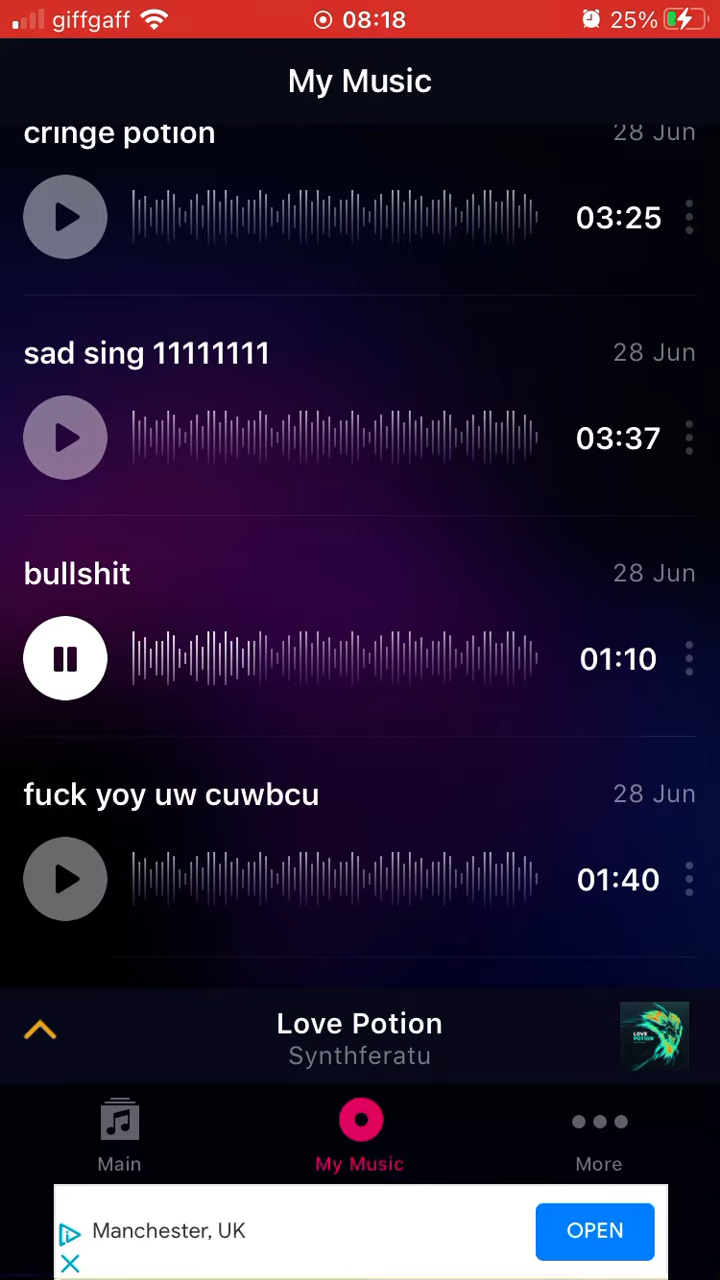 giffgaff 08:18 25%
My Music
cringe potion 28 Jun
03:25
sad sing 11111111 28 Jun
03:37
bullshit 28 Jun
01:10
fuck yoy uw cuwbcu 28 Jun
01:40
Love Potion
Synthferatu
LOVE
POTION
Main My Music More
Manchester, UK OPEN